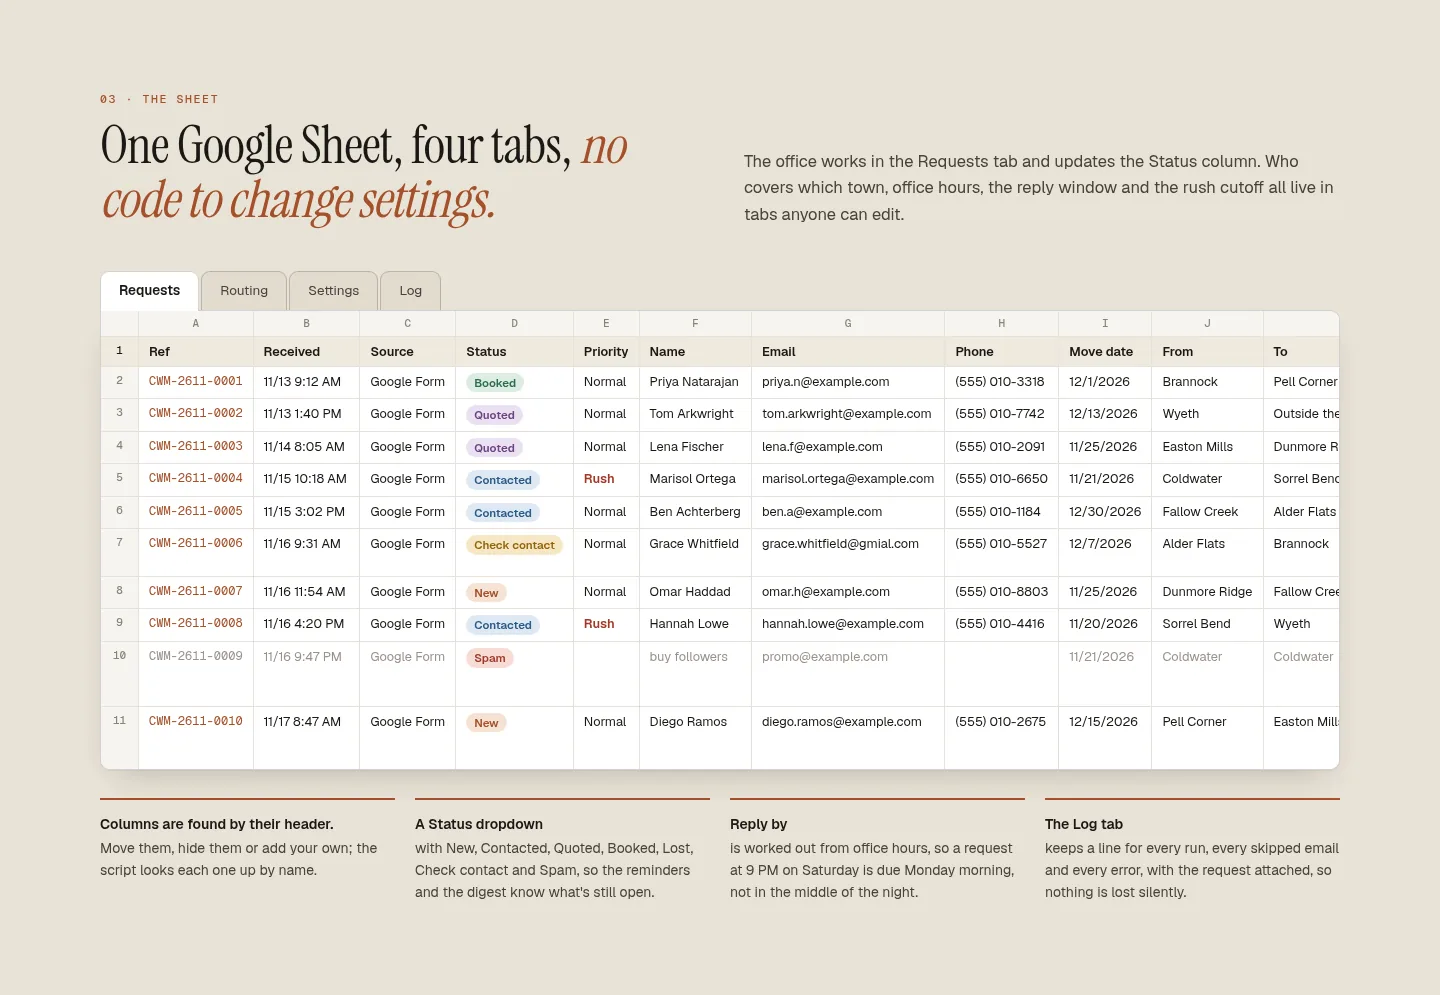 03 · THE SHEET
One Google Sheet, four tabs, no
code to change settings.
The office works in the Requests tab and updates the Status column. Who
covers which town, office hours, the reply window and the rush cutoff all live in
tabs anyone can edit.
Requests Routing Settings Log
A B C D E F G H I J
1 Ref Received Source Status Priority Name Email Phone Move date From To
2 CWM-2611-0001 11/13 9:12 AM Google Form Booked Normal Priya Natarajan priya.n@example.com (555) 010-3318 12/1/2026 Brannock Pell Corner
3 CWM-2611-0002 11/13 1:40 PM Google Form Quoted Normal Tom Arkwright tom.arkwright@example.com (555) 010-7742 12/13/2026 Wyeth Outside the
4 CWM-2611-0003 11/14 8:05 AM Google Form Quoted Normal Lena Fischer lena.f@example.com (555) 010-2091 11/25/2026 Easton Mills Dunmore R
5 CWM-2611-0004 11/15 10:18 AM Google Form Contacted Rush Marisol Ortega marisol.ortega@example.com (555) 010-6650 11/21/2026 Coldwater Sorrel Bend
6 CWM-2611-0005 11/15 3:02 PM Google Form Contacted Normal Ben Achterberg ben.a@example.com (555) 010-1184 12/30/2026 Fallow Creek Alder Flats
7 CWM-2611-0006 11/16 9:31 AM Google Form Check contact Normal Grace Whitfield grace.whitfield@gmial.com (555) 010-5527 12/7/2026 Alder Flats Brannock
8 CWM-2611-0007 11/16 11:54 AM Google Form New Normal Omar Haddad omar.h@example.com (555) 010-8803 11/25/2026 Dunmore Ridge Fallow Cree
9 CWM-2611-0008 11/16 4:20 PM Google Form Contacted Rush Hannah Lowe hannah.lowe@example.com (555) 010-4416 11/20/2026 Sorrel Bend Wyeth
10 CWM-2611-0009 11/16 9:47 PM Google Form Spam buy followers promo@example.com 11/21/2026 Coldwater Coldwater
11 CWM-2611-0010 11/17 8:47 AM Google Form New Normal Diego Ramos diego.ramos@example.com (555) 010-2675 12/15/2026 Pell Corner Easton Mills
Columns are found by their header.
Move them, hide them or add your own; the
script looks each one up by name.
A Status dropdown
with New, Contacted, Quoted, Booked, Lost,
Check contact and Spam, so the reminders
and the digest know what's still open.
Reply by
is worked out from office hours, so a request
at 9 PM on Saturday is due Monday morning,
not in the middle of the night.
The Log tab
keeps a line for every run, every skipped email
and every error, with the request attached, so
nothing is lost silently.